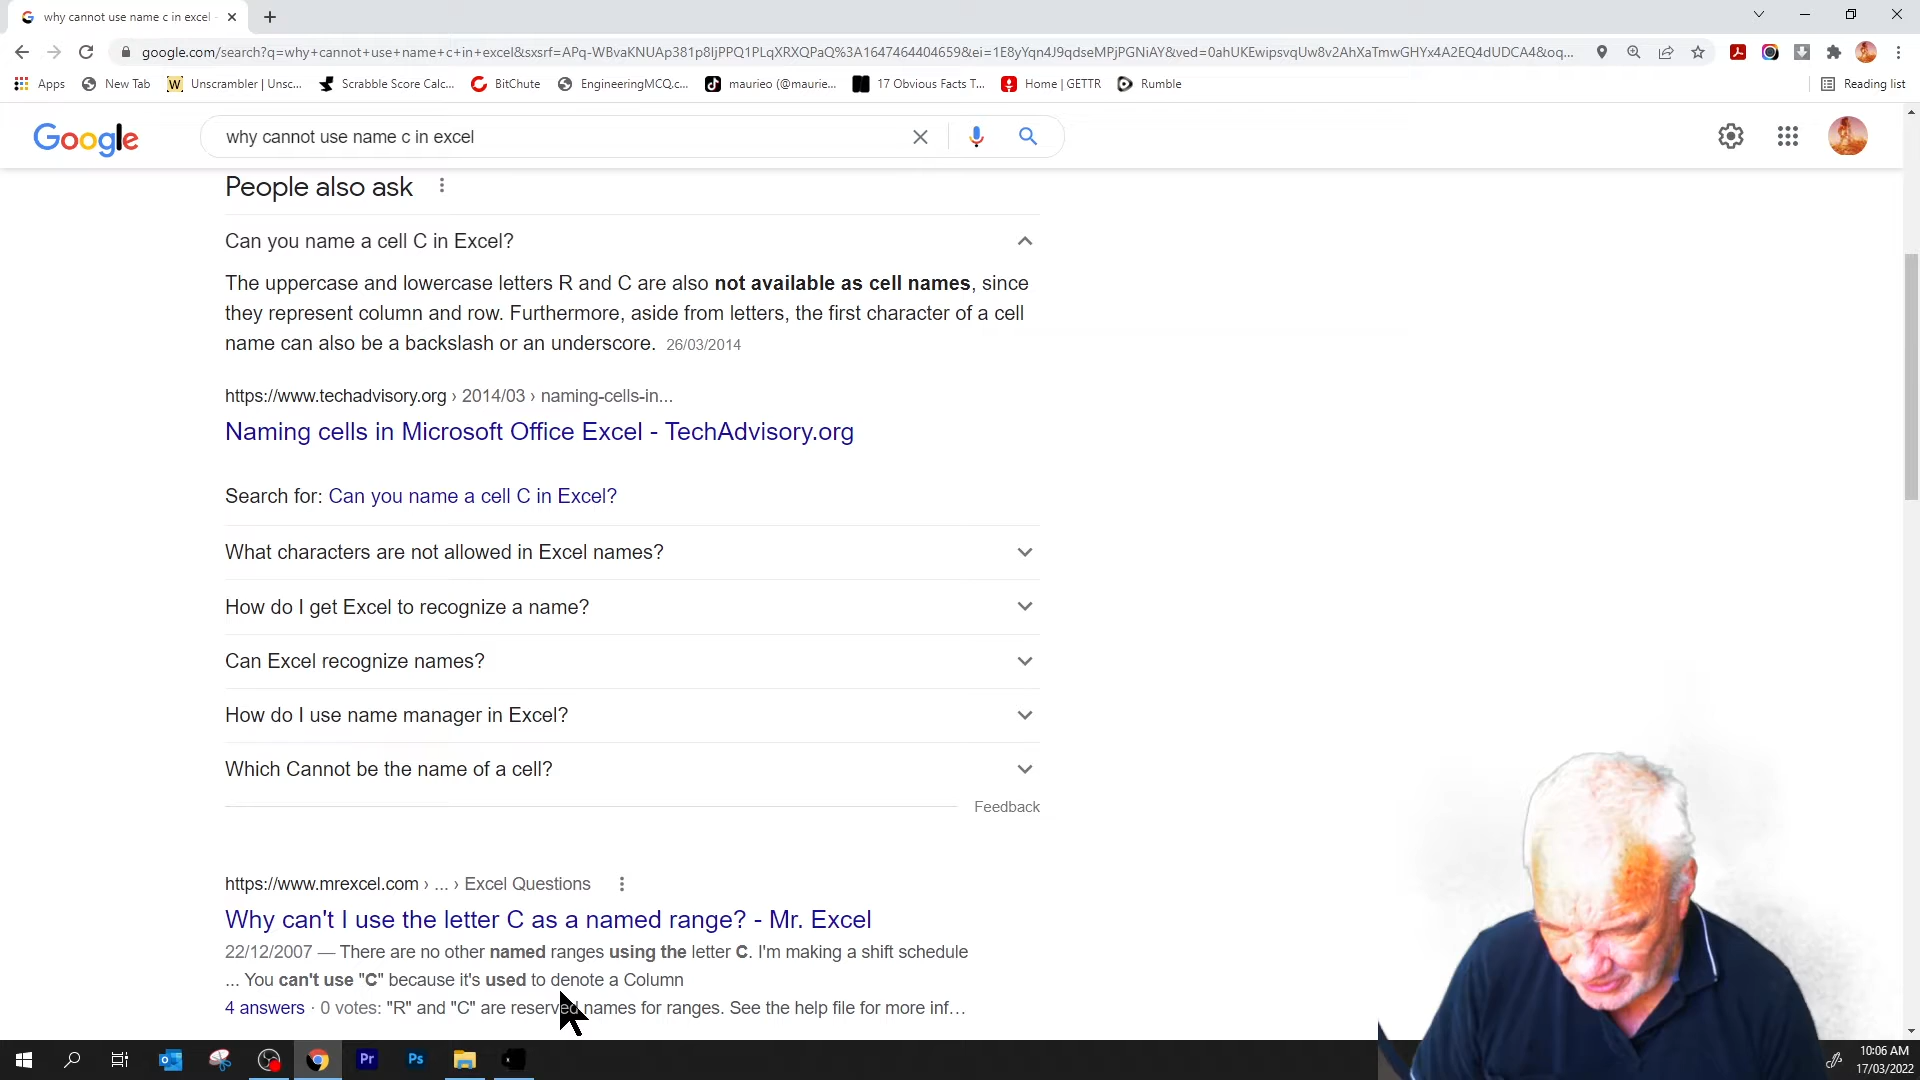 why cannot use name c in excel -
google.com/search?q=why+cannot+use+name+c+in+excel&sxsrf=APq-WBvaKNUAp381p8IjPPQ1PLqXRXQPaQ%3A1647464404659&ei=1E8yYqn4J9qdseMPjPGNiAY&ved=0ahUKEwipsvqUw8v2AhXaTmwGHYx4A2EQ4dUDCA4&oq...
Apps New Tab Unscrambler | Unsc... Scrabble Score Calc... BitChute EngineeringMCQ.c... maurieo (@maurie... 17 Obvious Facts T... Home | GETTR Rumble Reading list
Google why cannot use name c in excel
People also ask
Can you name a cell C in Excel?
The uppercase and lowercase letters R and C are also not available as cell names, since
they represent column and row. Furthermore, aside from letters, the first character of a cell
name can also be a backslash or an underscore. 26/03/2014
https://www.techadvisory.org › 2014/03 › naming-cells-in...
Naming cells in Microsoft Office Excel - TechAdvisory.org
Search for: Can you name a cell C in Excel?
What characters are not allowed in Excel names?
How do I get Excel to recognize a name?
Can Excel recognize names?
How do I use name manager in Excel?
Which Cannot be the name of a cell?
Feedback
https://www.mrexcel.com › ... › Excel Questions
Why can't I use the letter C as a named range? - Mr. Excel
22/12/2007 — There are no other named ranges using the letter C. I'm making a shift schedule
... You can't use "C" because it's used to denote a Column
4 answers · 0 votes: "R" and "C" are reserved names for ranges. See the help file for more inf...
Pr Ps
10:06 AM
17/03/2022